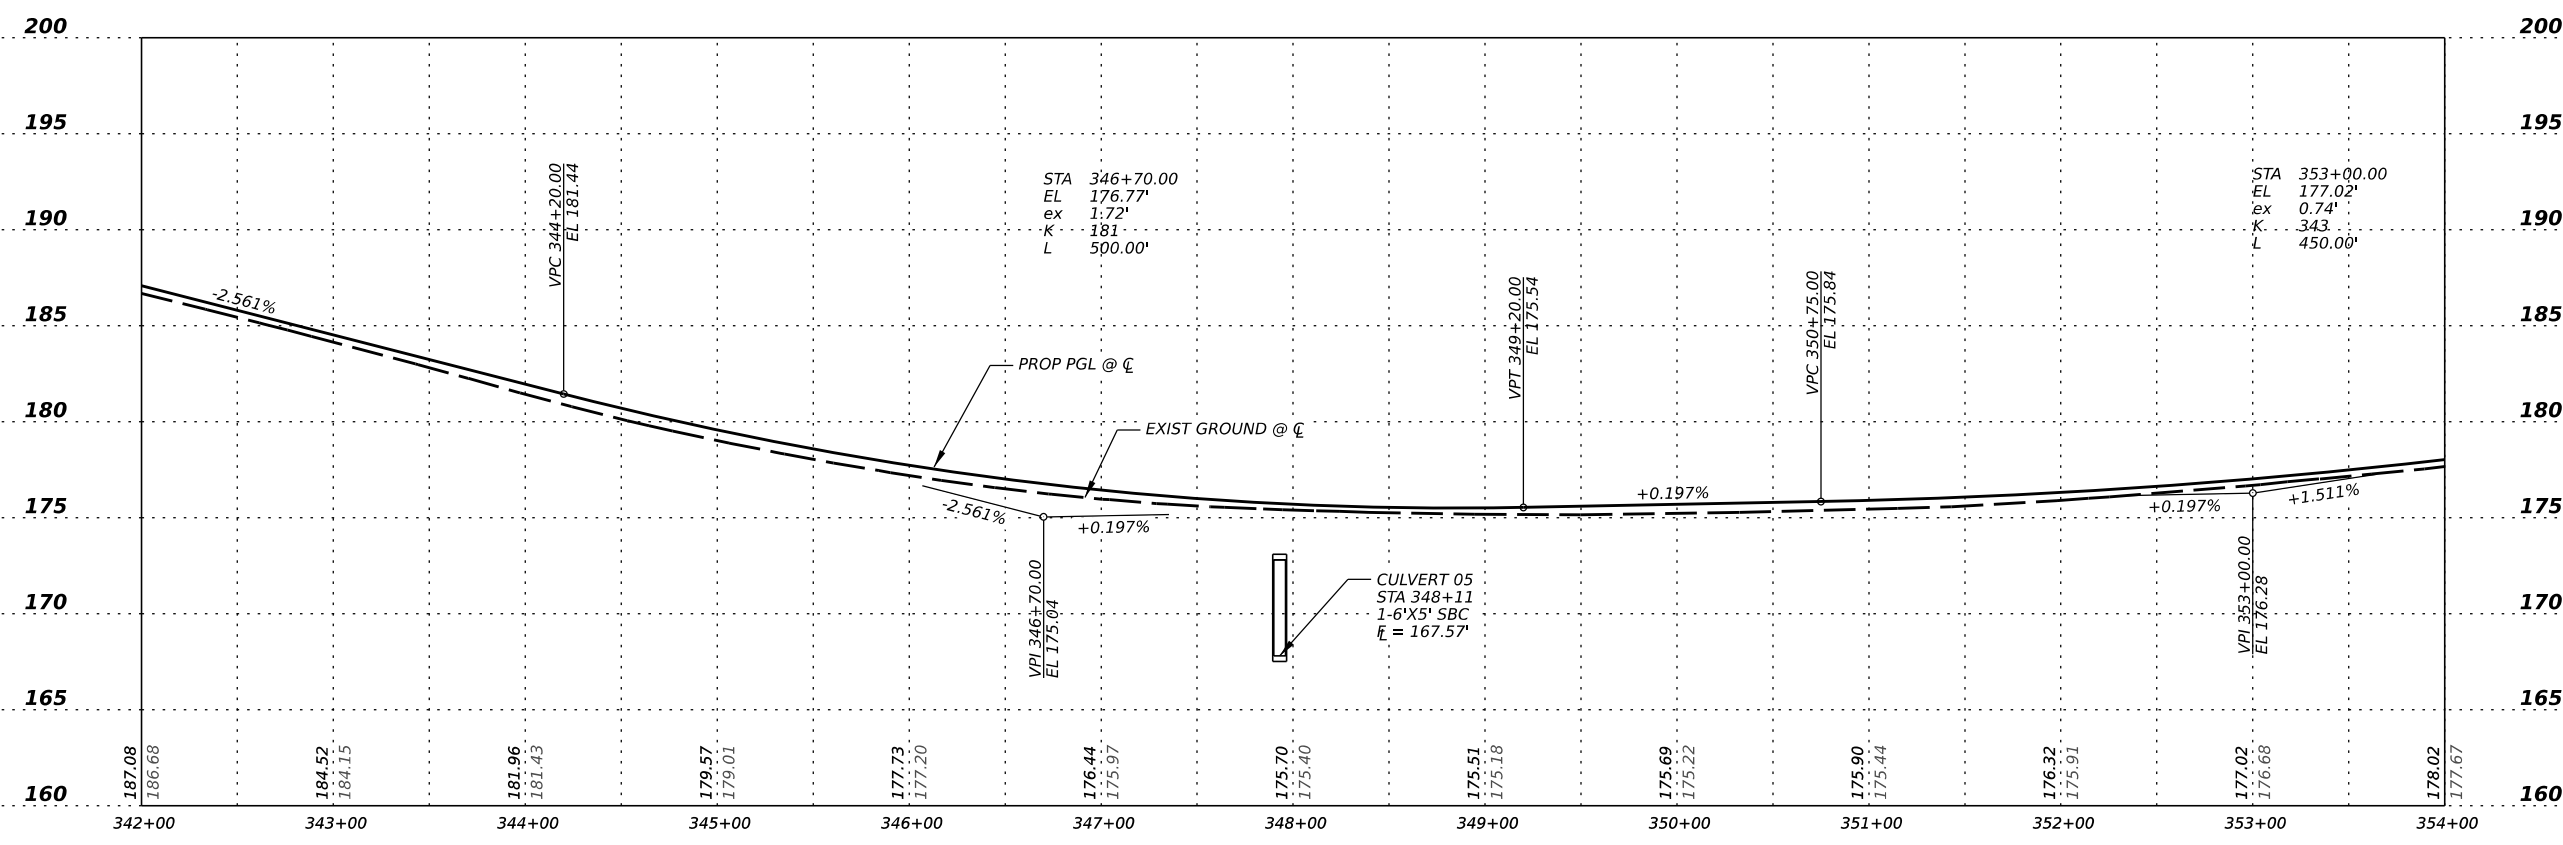 200
200
195
195
190
190
185
185
180
180
175
175
170
170
165
165
160
160
-2.561%
VPC 344+20.00
EL 181.44
STA 346+70.00
EL 176.77'
ex 1.72'
K 181
L 500.00'
STA 353+00.00
EL 177.02'
ex 0.74'
K 343
L 450.00'
PROP PGL @ ℄
EXIST GROUND @ ℄
VPT 349+20.00
EL 175.54
VPC 350+75.00
EL 175.84
-2.561%
+0.197%
VPI 346+70.00
EL 175.04
+0.197%
+0.197%
+1.511%
VPI 353+00.00
EL 176.28
CULVERT 05
STA 348+11
1-6'X5' SBC
FL = 167.57'
187.08
186.68
184.52
184.15
181.96
181.43
179.57
179.01
177.73
177.20
176.44
175.97
175.70
175.40
175.51
175.18
175.69
175.22
175.90
175.44
176.32
175.91
177.02
176.68
178.02
177.67
342+00
343+00
344+00
345+00
346+00
347+00
348+00
349+00
350+00
351+00
352+00
353+00
354+00